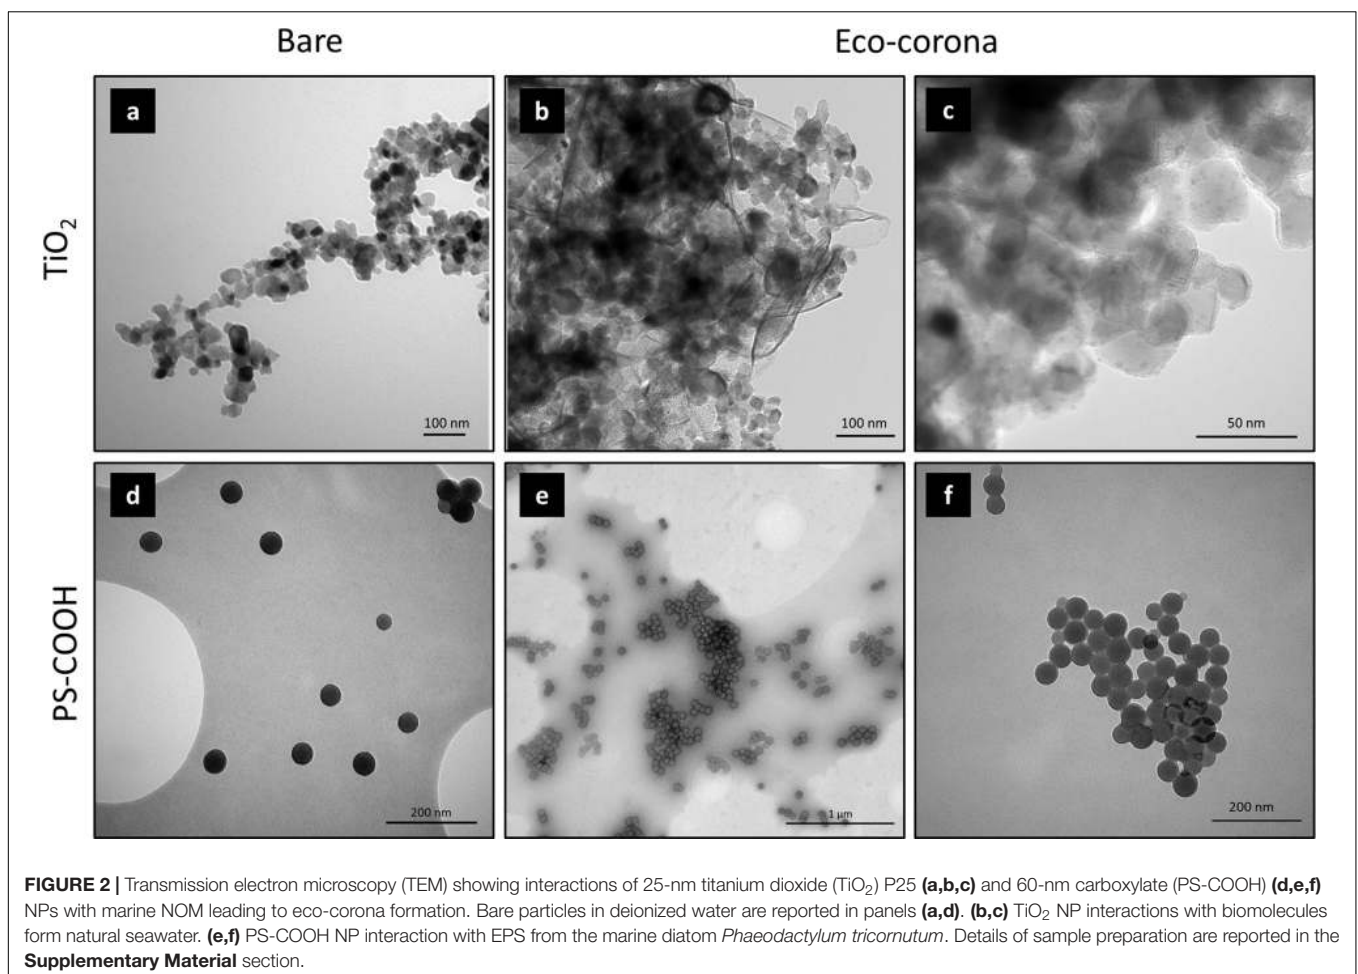 Bare
Eco-corona
TiO₂
a
100 nm
b
100 nm
c
50 nm
PS-COOH
d
200 nm
e
1 µm
f
200 nm
FIGURE 2 | Transmission electron microscopy (TEM) showing interactions of 25-nm titanium dioxide (TiO₂) P25 (a,b,c) and 60-nm carboxylate (PS-COOH) (d,e,f)
NPs with marine NOM leading to eco-corona formation. Bare particles in deionized water are reported in panels (a,d). (b,c) TiO₂ NP interactions with biomolecules
form natural seawater. (e,f) PS-COOH NP interaction with EPS from the marine diatom Phaeodactylum tricornutum. Details of sample preparation are reported in the
Supplementary Material section.